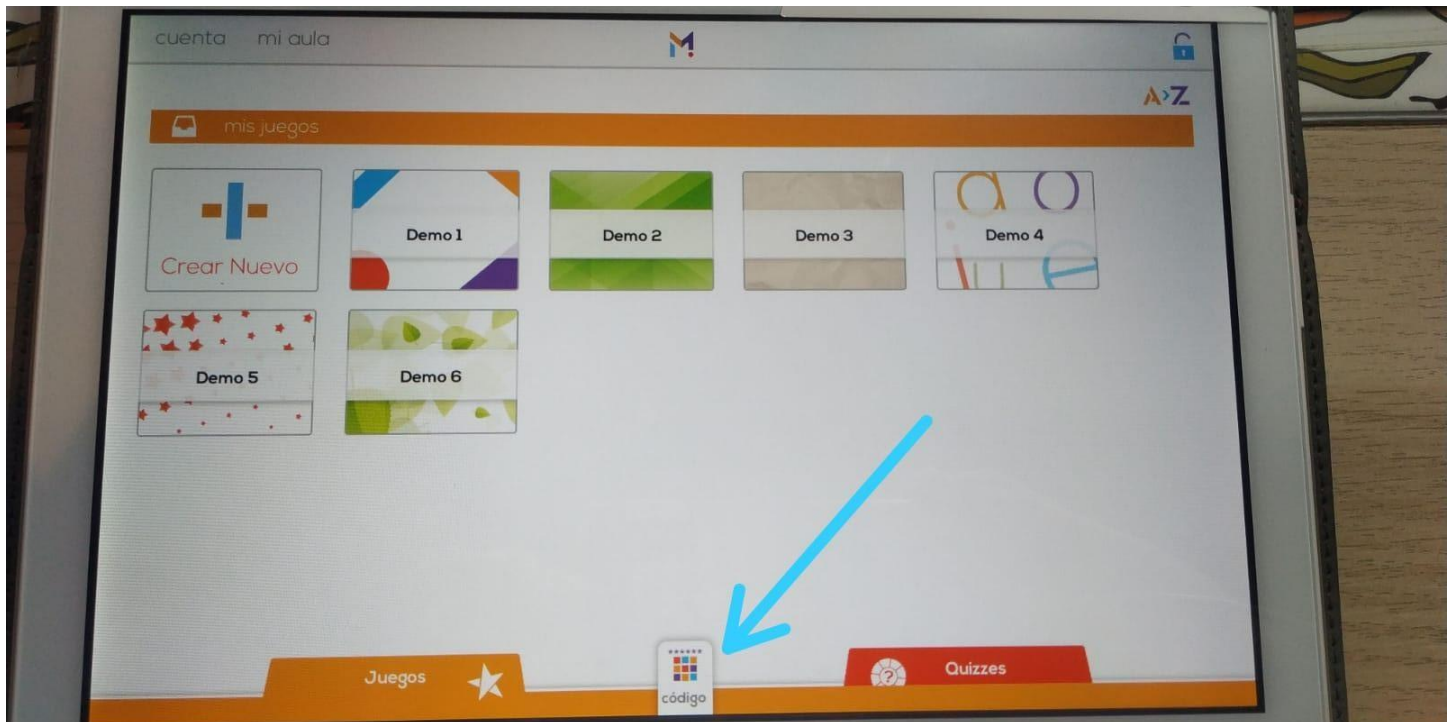 cuenta mi aula
M
A>Z
mis juegos
Crear Nuevo
Demo 1
Demo 2
Demo 3
a o
Demo 4
i u e
Demo 5
Demo 6
Juegos
******
código
?
Quizzes